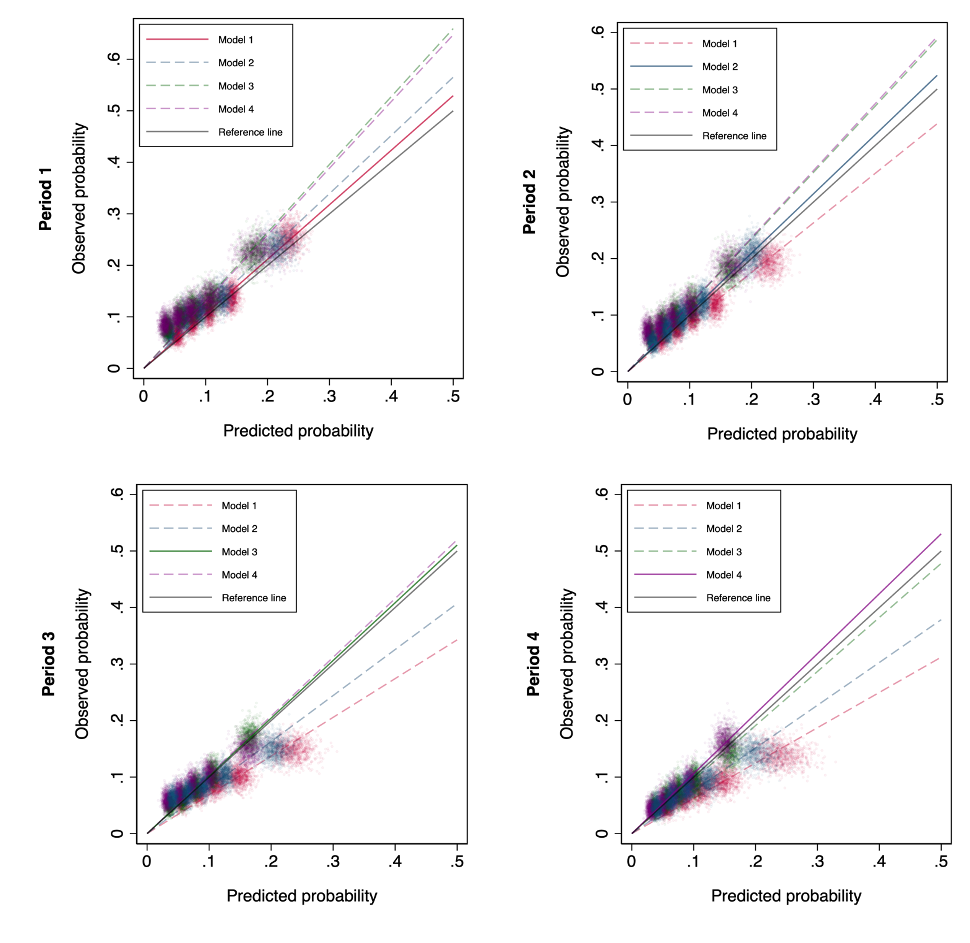 Period 1
Observed probability
0
.1
.2
.3
.4
.5
.6
Model 1
Model 2
Model 3
Model 4
Reference line
0
.1
.2
.3
.4
.5
Predicted probability
Period 2
Observed probability
0
.1
.2
.3
.4
.5
.6
Model 1
Model 2
Model 3
Model 4
Reference line
0
.1
.2
.3
.4
.5
Predicted probability
Period 3
Observed probability
0
.1
.2
.3
.4
.5
.6
Model 1
Model 2
Model 3
Model 4
Reference line
0
.1
.2
.3
.4
.5
Predicted probability
Period 4
Observed probability
0
.1
.2
.3
.4
.5
.6
Model 1
Model 2
Model 3
Model 4
Reference line
0
.1
.2
.3
.4
.5
Predicted probability